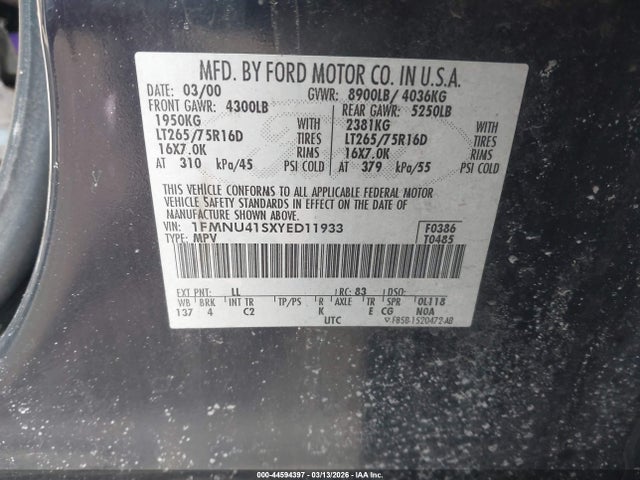 MFD. BY FORD MOTOR CO. IN U.S.A.
DATE: 03/00 GVWR: 8900LB/ 4036KG
FRONT GAWR: 4300LB REAR GAWR: 5250LB
1950KG 2381KG
LT265/75R16D TIRES LT265/75R16D TIRES
16X7.0K RIMS 16X7.0K RIMS
AT 310 kPa/45 PSI COLD AT 379 kPa/55 PSI COLD
THIS VEHICLE CONFORMS TO ALL APPLICABLE FEDERAL MOTOR
VEHICLE SAFETY STANDARDS IN EFFECT ON THE DATE OF
MANUFACTURE SHOWN ABOVE.
VIN: 1FMNU41SXYED11933 F0386
TYPE: MPV T0485
EXT PNT: LL RC: 83 DSO:
WB BRK INT TR TP/PS R AXLE TR SPR 0L118
137 4 C2 K E CG N0A
UTC F85B-1520472-AB
000-44594397 - 03/13/2026 - IAA Inc.